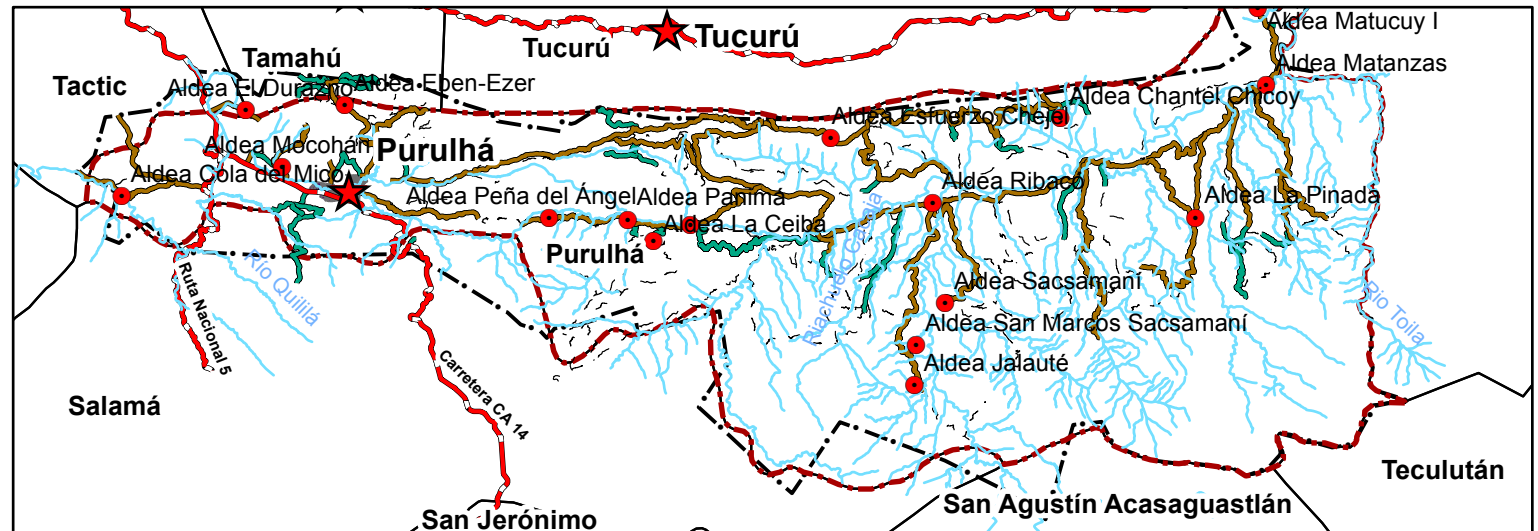 Aldea Matucuy I
Tucurú
Tucurú
Tamahú
Aldea Matanzas
Tactic
Aldea El Durazno
Aldea Eben-Ezer
Aldea Chantel Chicoy
Aldea Esfuerzo Chejel
Aldea Mocohán
Purulhá
Aldea Cola del Mico
Aldea Ribacó
Aldea Peña del Ángel
Aldea Panimá
Aldea La Pinada
Aldea La Ceiba
Purulhá
Río Quililá
Aldea Sacsamaní
Río Toila
Ruta Nacional 5
Aldea San Marcos Sacsamaní
Aldea Jalauté
Carretera CA 14
Salamá
Teculután
San Agustín Acasaguastlán
San Jerónimo